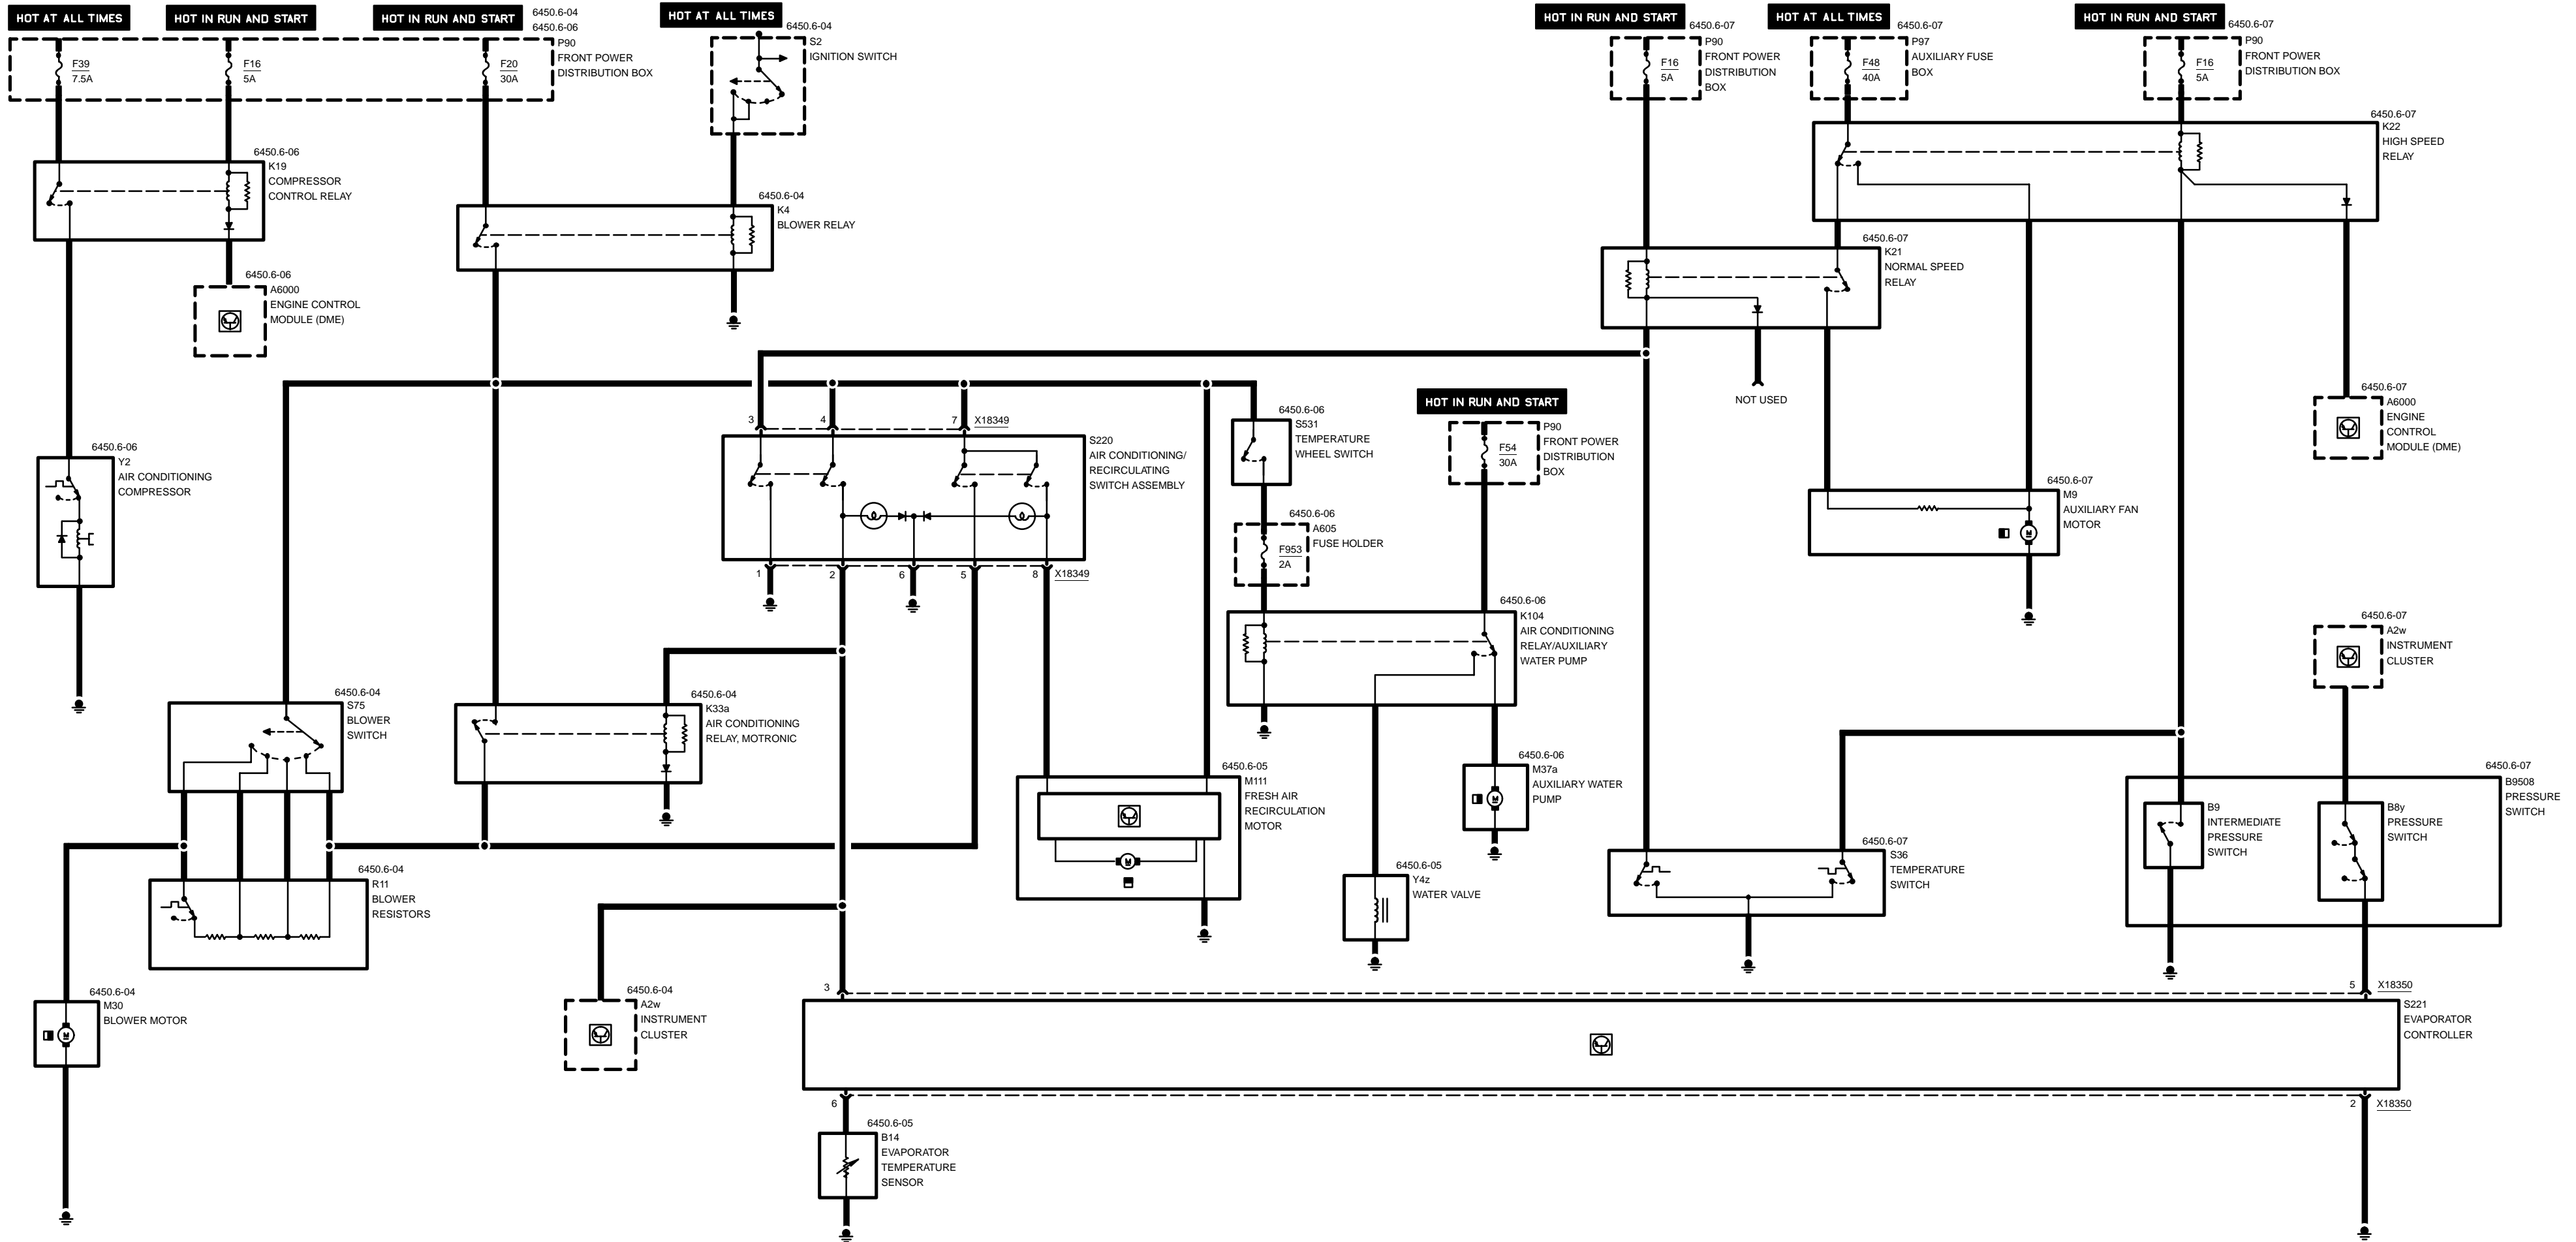 HOT AT ALL TIMES
HOT IN RUN AND START
HOT IN RUN AND START
6450.6-04
6450.6-06
P90
FRONT POWER
DISTRIBUTION BOX
F39
7.5A
F16
5A
F20
30A
HOT AT ALL TIMES
6450.6-04
S2
IGNITION SWITCH
HOT IN RUN AND START
6450.6-07
P90
FRONT POWER
DISTRIBUTION
BOX
F16
5A
HOT AT ALL TIMES
6450.6-07
P97
AUXILIARY FUSE
BOX
F48
40A
HOT IN RUN AND START
6450.6-07
P90
FRONT POWER
DISTRIBUTION BOX
F16
5A
6450.6-07
K22
HIGH SPEED
RELAY
6450.6-06
K19
COMPRESSOR
CONTROL RELAY
6450.6-04
K4
BLOWER RELAY
6450.6-07
K21
NORMAL SPEED
RELAY
6450.6-06
A6000
ENGINE CONTROL
MODULE (DME)
NOT USED
6450.6-07
A6000
ENGINE
CONTROL
MODULE (DME)
3
4
7
X18349
S220
AIR CONDITIONING/
RECIRCULATING
SWITCH ASSEMBLY
1
2
6
5
8
X18349
6450.6-06
S531
TEMPERATURE
WHEEL SWITCH
HOT IN RUN AND START
P90
FRONT POWER
DISTRIBUTION
BOX
F54
30A
6450.6-06
Y2
AIR CONDITIONING
COMPRESSOR
6450.6-06
A605
FUSE HOLDER
F953
2A
6450.6-07
M9
AUXILIARY FAN
MOTOR
M
6450.6-06
K104
AIR CONDITIONING
RELAY/AUXILIARY
WATER PUMP
6450.6-07
A2w
INSTRUMENT
CLUSTER
6450.6-04
S75
BLOWER
SWITCH
6450.6-04
K33a
AIR CONDITIONING
RELAY, MOTRONIC
6450.6-05
M111
FRESH AIR
RECIRCULATION
MOTOR
M
6450.6-06
M37a
AUXILIARY WATER
PUMP
M
6450.6-07
B9508
PRESSURE
SWITCH
B9
INTERMEDIATE
PRESSURE
SWITCH
B8y
PRESSURE
SWITCH
6450.6-04
R11
BLOWER
RESISTORS
6450.6-05
Y4z
WATER VALVE
6450.6-07
S36
TEMPERATURE
SWITCH
6450.6-04
M30
BLOWER MOTOR
M
6450.6-04
A2w
INSTRUMENT
CLUSTER
3
5
X18350
S221
EVAPORATOR
CONTROLLER
6
2
X18350
6450.6-05
B14
EVAPORATOR
TEMPERATURE
SENSOR